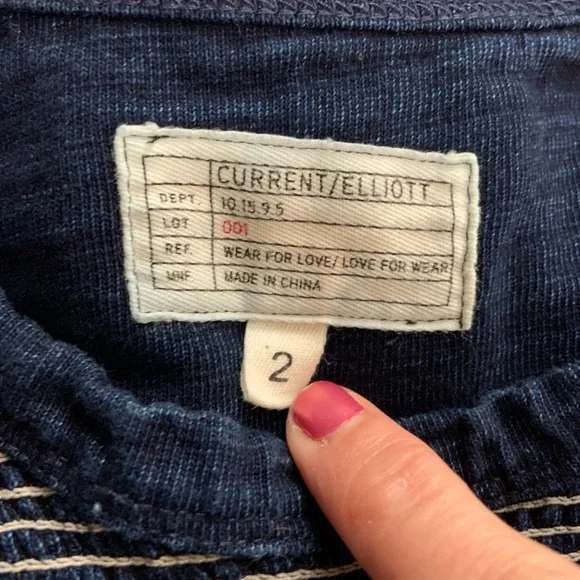 CURRENT/ELLIOTT
DEPT. 10.15.9.5
LOT 001
REF. WEAR FOR LOVE/ LOVE FOR WEAR
MNF MADE IN CHINA
2